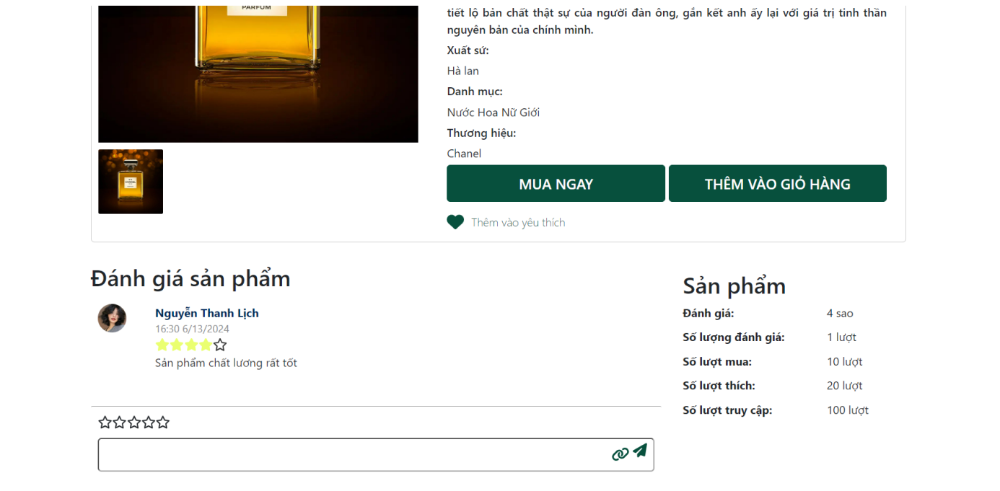 PARFUM
CHANEL
tiết lộ bản chất thật sự của người đàn ông, gắn kết anh ấy lại với giá trị tinh thần
nguyên bản của chính mình.
Xuất sứ:
Hà lan
Danh mục:
Nước Hoa Nữ Giới
Thương hiệu:
Chanel
MUA NGAY
THÊM VÀO GIỎ HÀNG
Thêm vào yêu thích
Đánh giá sản phẩm
Nguyễn Thanh Lịch
16:30 6/13/2024
Sản phẩm chất lương rất tốt
Sản phẩm
Đánh giá: 4 sao
Số lượng đánh giá: 1 lượt
Số lượt mua: 10 lượt
Số lượt thích: 20 lượt
Số lượt truy cập: 100 lượt